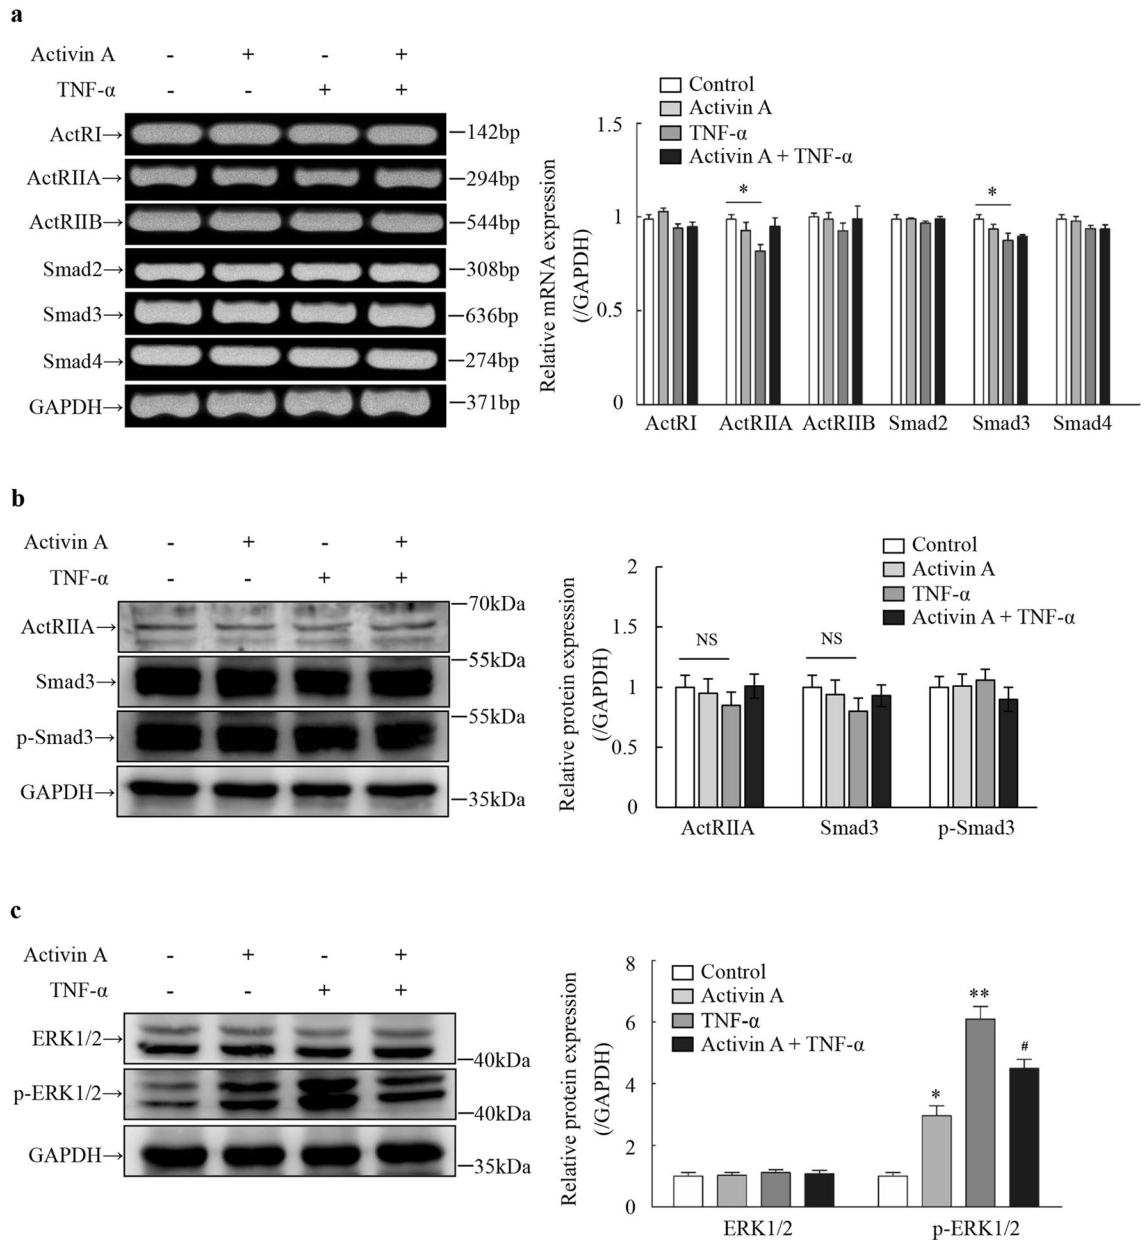 a
Activin A - + - +
TNF-α - - + +
ActRI→ —142bp
ActRIIA→ —294bp
ActRIIB→ —544bp
Smad2→ —308bp
Smad3→ —636bp
Smad4→ —274bp
GAPDH→ —371bp
Relative mRNA expression
(/GAPDH)
Control
Activin A
TNF-α
Activin A + TNF-α
1.5
1
0.5
0
*
*
ActRI ActRIIA ActRIIB Smad2 Smad3 Smad4
b
Activin A - + - +
TNF-α - - + +
—70kDa
ActRIIA→
—55kDa
Smad3→
—55kDa
p-Smad3→
GAPDH→
—35kDa
Relative protein expression
(/GAPDH)
Control
Activin A
TNF-α
Activin A + TNF-α
2
1.5
1
0.5
0
NS
NS
ActRIIA Smad3 p-Smad3
c
Activin A - + - +
TNF-α - - + +
ERK1/2→
—40kDa
p-ERK1/2→
—40kDa
GAPDH→
—35kDa
Relative protein expression
(/GAPDH)
Control
Activin A
TNF-α
Activin A + TNF-α
8
6
4
2
0
*
**
#
ERK1/2 p-ERK1/2